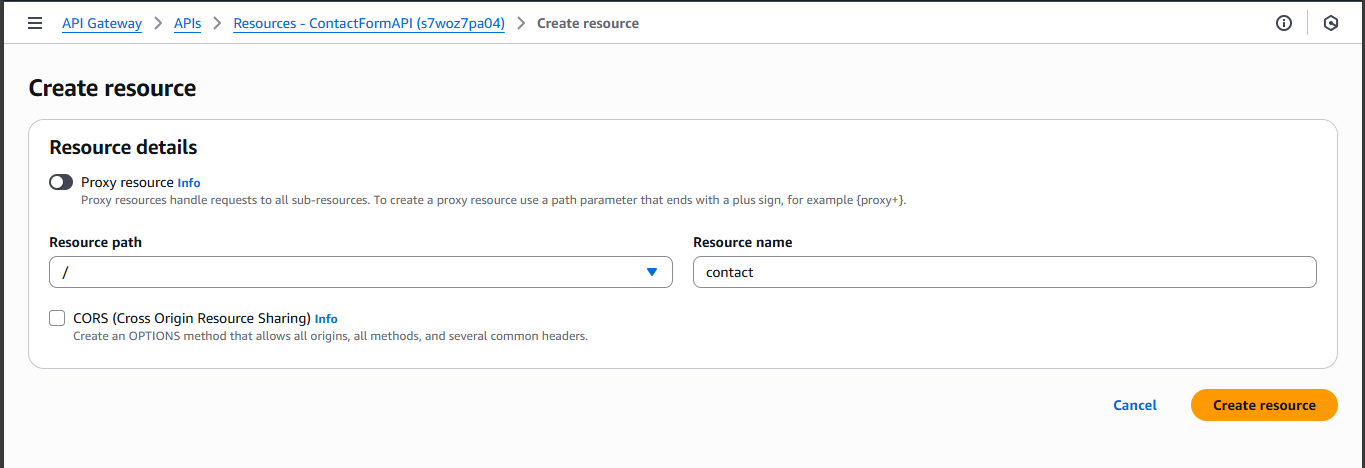 API Gateway > APIs > Resources - ContactFormAPI (s7woz7pa04) > Create resource
Create resource
Resource details
Proxy resource Info
Proxy resources handle requests to all sub-resources. To create a proxy resource use a path parameter that ends with a plus sign, for example {proxy+}.
Resource path
/
Resource name
contact
CORS (Cross Origin Resource Sharing) Info
Create an OPTIONS method that allows all origins, all methods, and several common headers.
Cancel
Create resource